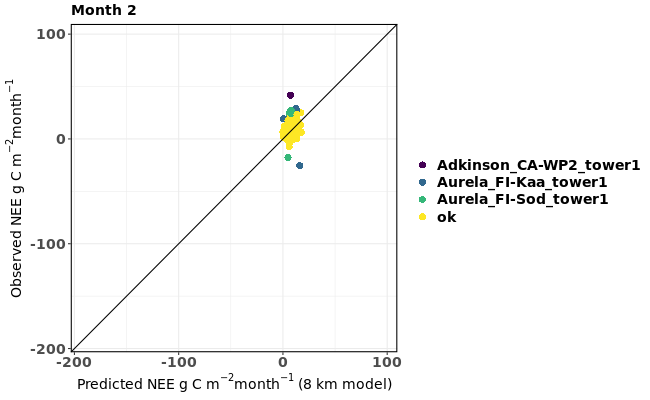 Month 2
Observed NEE g C m⁻²month⁻¹
100
0
-100
-200
-200 -100 0 100
Predicted NEE g C m⁻²month⁻¹ (8 km model)
Adkinson_CA-WP2_tower1
Aurela_FI-Kaa_tower1
Aurela_FI-Sod_tower1
ok